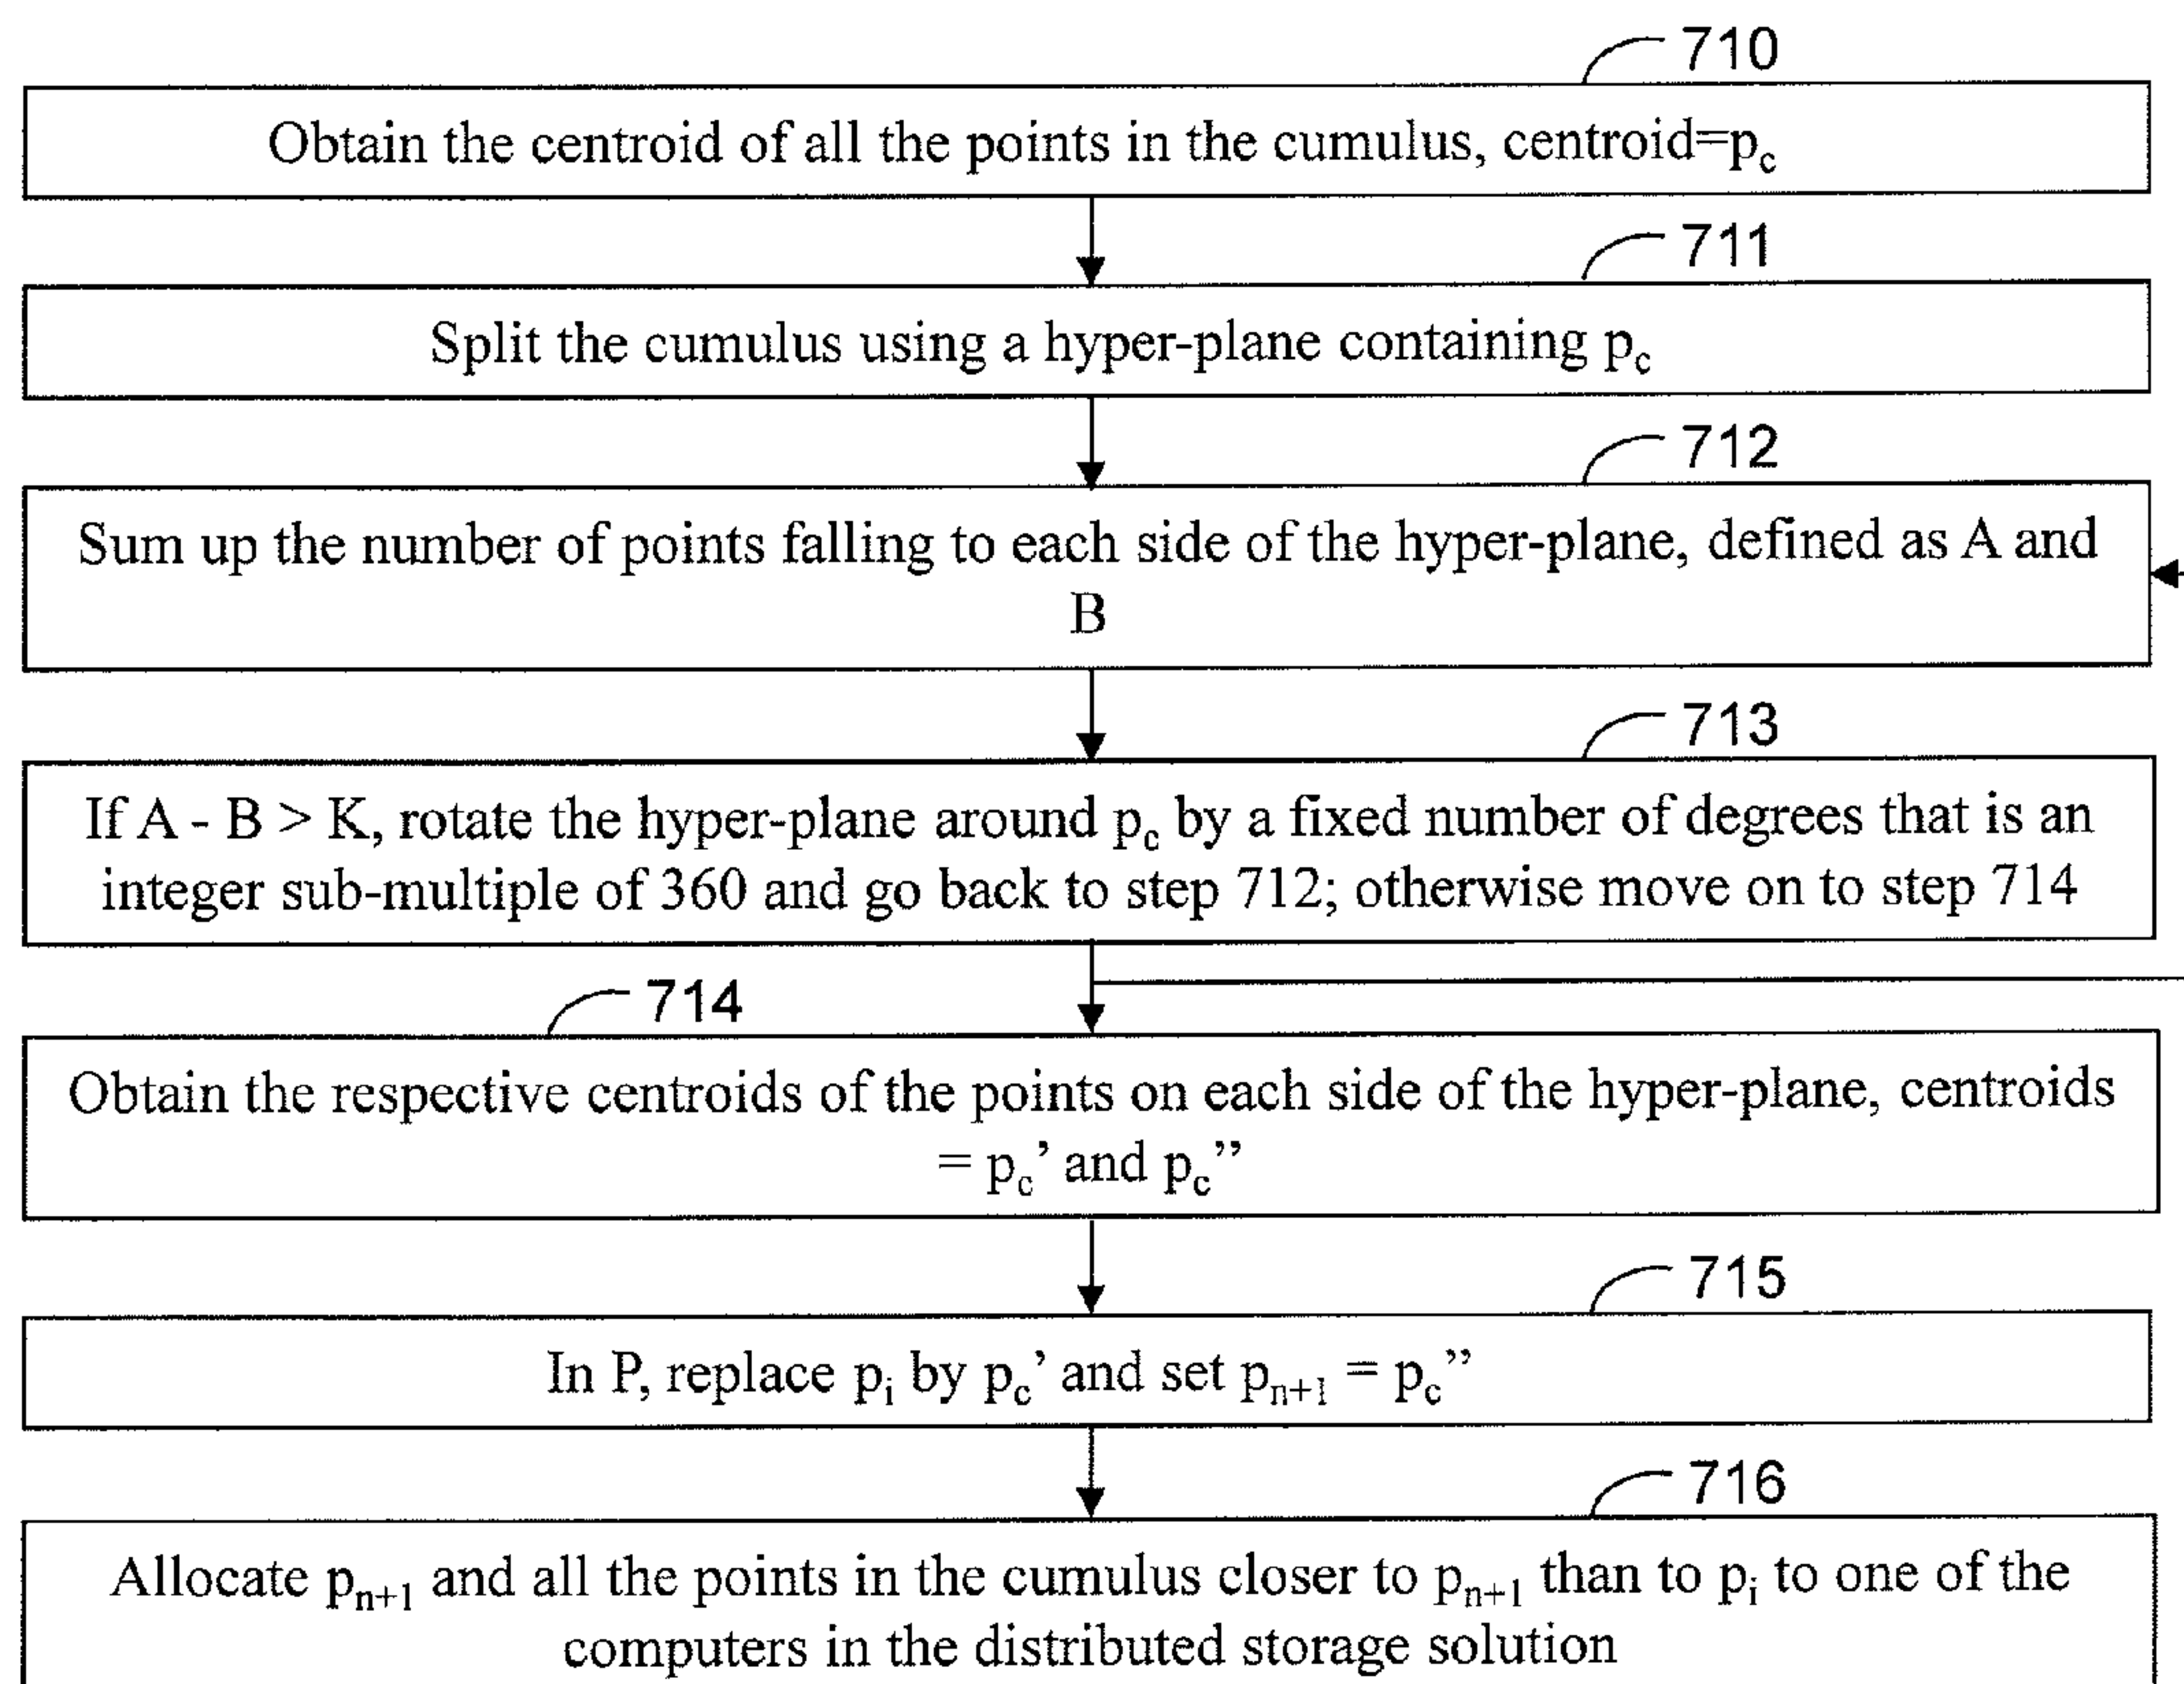 710
Obtain the centroid of all the points in the cumulus, centroid=pc
711
Split the cumulus using a hyper-plane containing pc
712
Sum up the number of points falling to each side of the hyper-plane, defined as A and
B
713
If A - B > K, rotate the hyper-plane around pc by a fixed number of degrees that is an
integer sub-multiple of 360 and go back to step 712; otherwise move on to step 714
714
Obtain the respective centroids of the points on each side of the hyper-plane, centroids
= pc’ and pc”
715
In P, replace pi by pc’ and set pn+1 = pc”
716
Allocate pn+1 and all the points in the cumulus closer to pn+1 than to pi to one of the
computers in the distributed storage solution